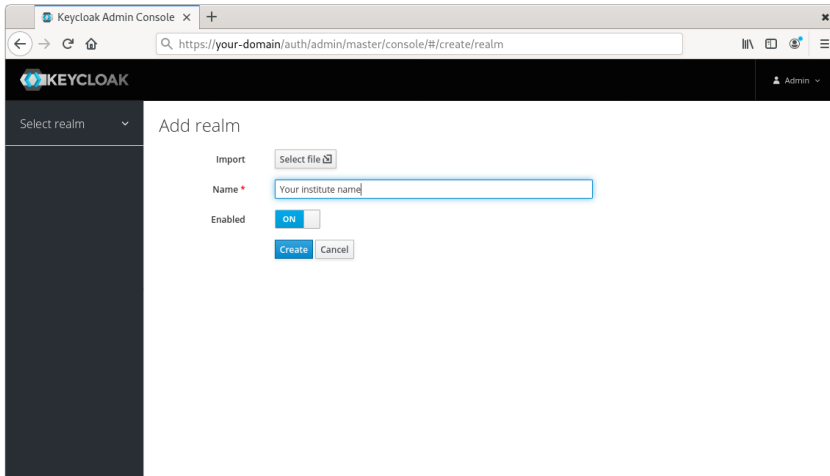 Keycloak Admin Console
https://your-domain/auth/admin/master/console/#/create/realm
KEYCLOAK
Admin
Select realm
Add realm
Import Select file
Name * Your institute name
Enabled ON
Create Cancel